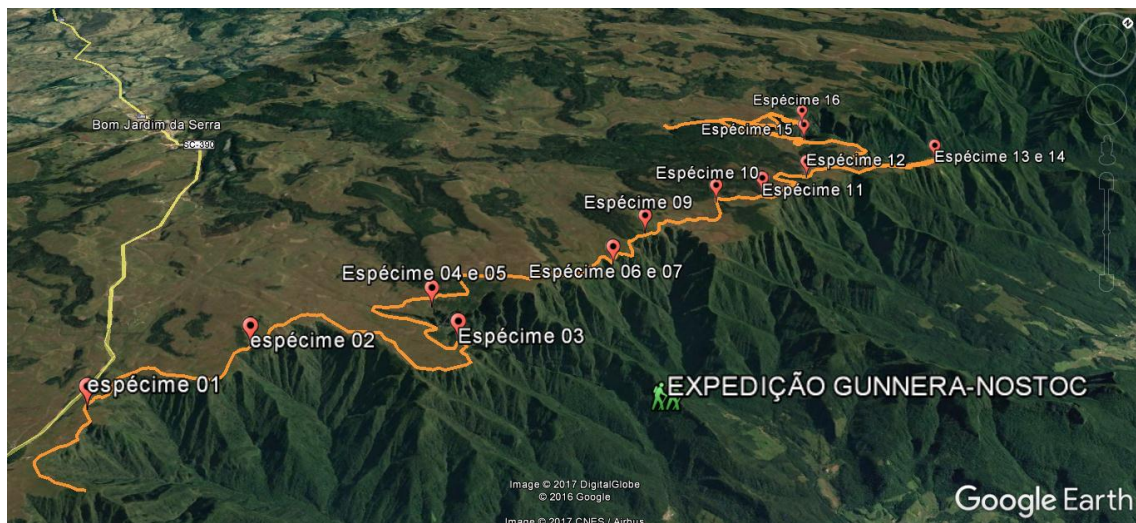 Espécime 16
Bom Jardim da Serra
Espécime 15
SC-390
Espécime 12
Espécime 13 e 14
Espécime 10
Espécime 11
Espécime 09
Espécime 04 e 05
Espécime 06 e 07
espécime 02
Espécime 03
espécime 01
EXPEDIÇÃO GUNNERA-NOSTOC
Image © 2017 DigitalGlobe
© 2016 Google
Image © 2017 CNES / Airbus
Google Earth